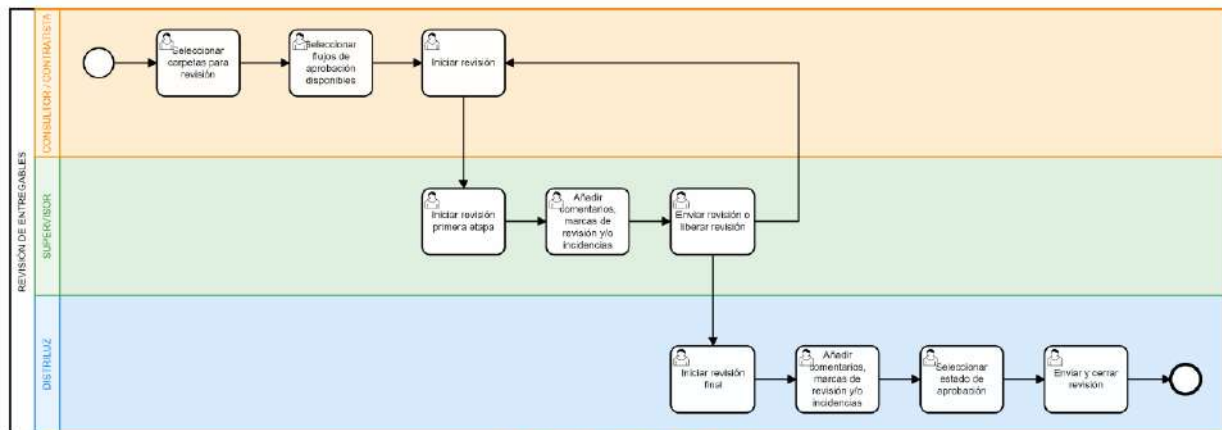 REVISIÓN DE ENTREGABLES
CONSULTOR / CONTRATISTA
Seleccionar
carpetas para
revisión
Seleccionar
flujos de
aprobación
disponibles
Iniciar revisión
SUPERVISOR
Iniciar revisión
primera etapa
Añadir
comentarios,
marcas de
revisión y/o
incidencias
Enviar revisión o
liberar revisión
DISTRILUZ
Iniciar revisión
final
Añadir
comentarios,
marcas de
revisión y/o
incidencias
Seleccionar
estado de
aprobación
Enviar y cerrar
revisión